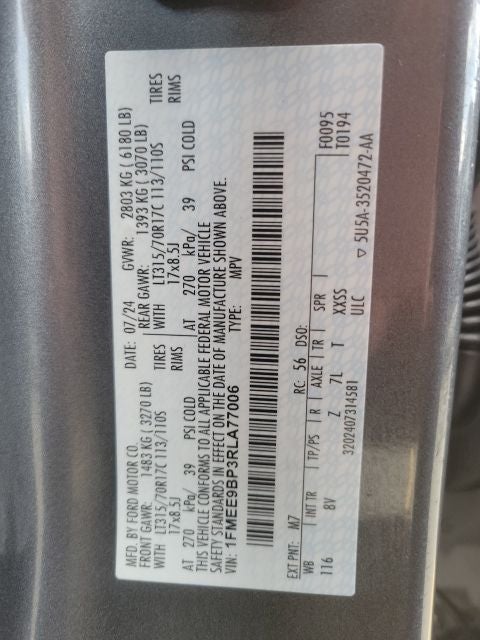 MFD. BY FORD MOTOR CO. DATE: 07/24 GVWR: 2803 KG ( 6180 LB)
FRONT GAWR: 1483 KG ( 3270 LB) REAR GAWR: 1393 KG ( 3070 LB)
WITH LT315/70R17C 113/110S TIRES WITH LT315/70R17C 113/110S TIRES
17x8.5J RIMS 17x8.5J RIMS
AT 270 kPa/ 39 PSI COLD AT 270 kPa/ 39 PSI COLD
THIS VEHICLE CONFORMS TO ALL APPLICABLE FEDERAL MOTOR VEHICLE
SAFETY STANDARDS IN EFFECT ON THE DATE OF MANUFACTURE SHOWN ABOVE.
VIN: 1FMEE9BP3RLA77006 TYPE: MPV
F0095
T0194
EXT PNT: M7 RC: 56 DSO:
WB INT TR TP/PS R AXLE TR SPR
116 8V Z 7L T XXSS
3202407314581 ULC
▽ 5U5A-3520472-AA